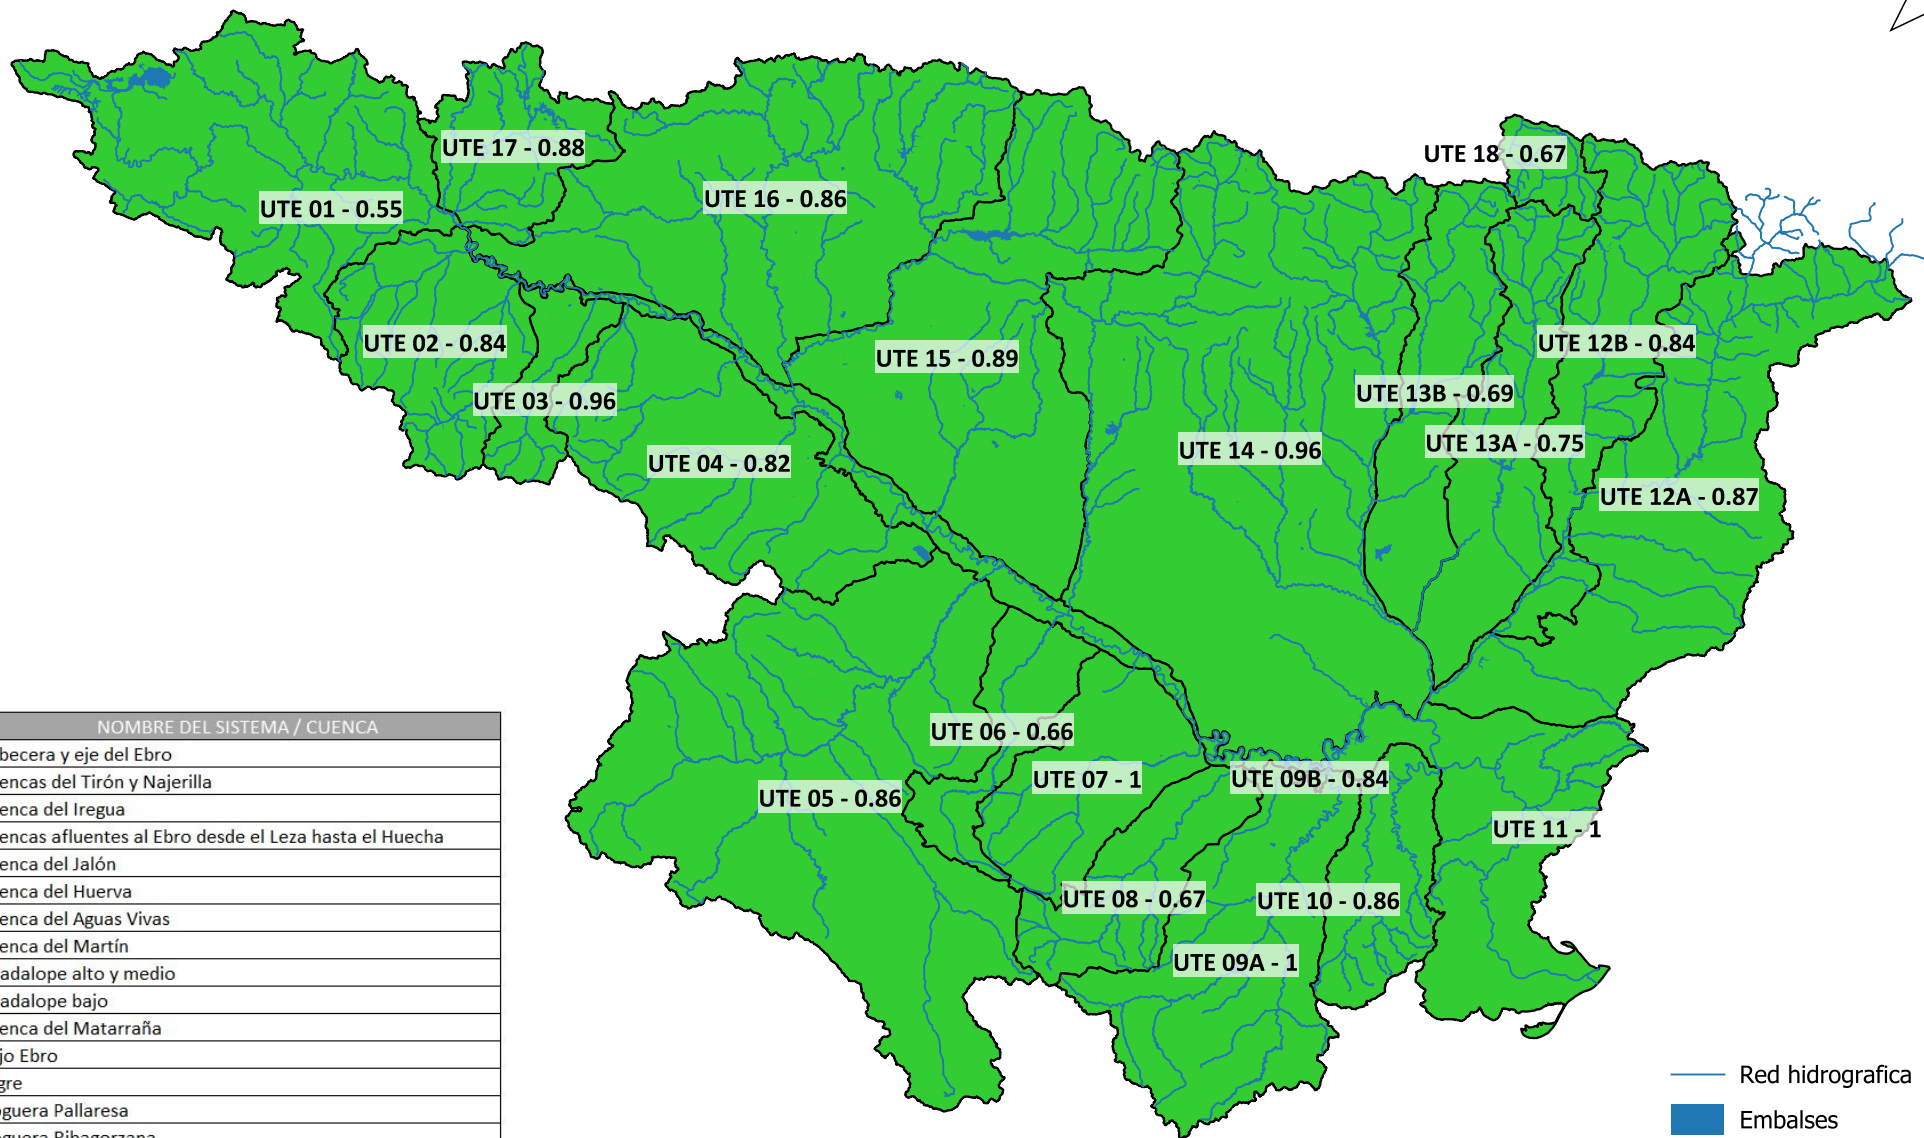 UTE 17 - 0.88
UTE 18 - 0.67
UTE 16 - 0.86
UTE 01 - 0.55
UTE 02 - 0.84
UTE 12B - 0.84
UTE 15 - 0.89
UTE 13B - 0.69
UTE 03 - 0.96
UTE 13A - 0.75
UTE 14 - 0.96
UTE 04 - 0.82
UTE 12A - 0.87
UTE 06 - 0.66
UTE 07 - 1
UTE 09B - 0.84
UTE 05 - 0.86
UTE 11 - 1
UTE 08 - 0.67
UTE 10 - 0.86
UTE 09A - 1
NOMBRE DEL SISTEMA / CUENCA
becera y eje del Ebro
encas del Tirón y Najerilla
enca del Iregua
encas afluentes al Ebro desde el Leza hasta el Huecha
enca del Jalón
enca del Huerva
enca del Aguas Vivas
enca del Martín
adalope alto y medio
adalope bajo
enca del Matarraña
jo Ebro
gre
oguera Pallaresa
oguera Ribagorzana
Red hidrografica
Embalses